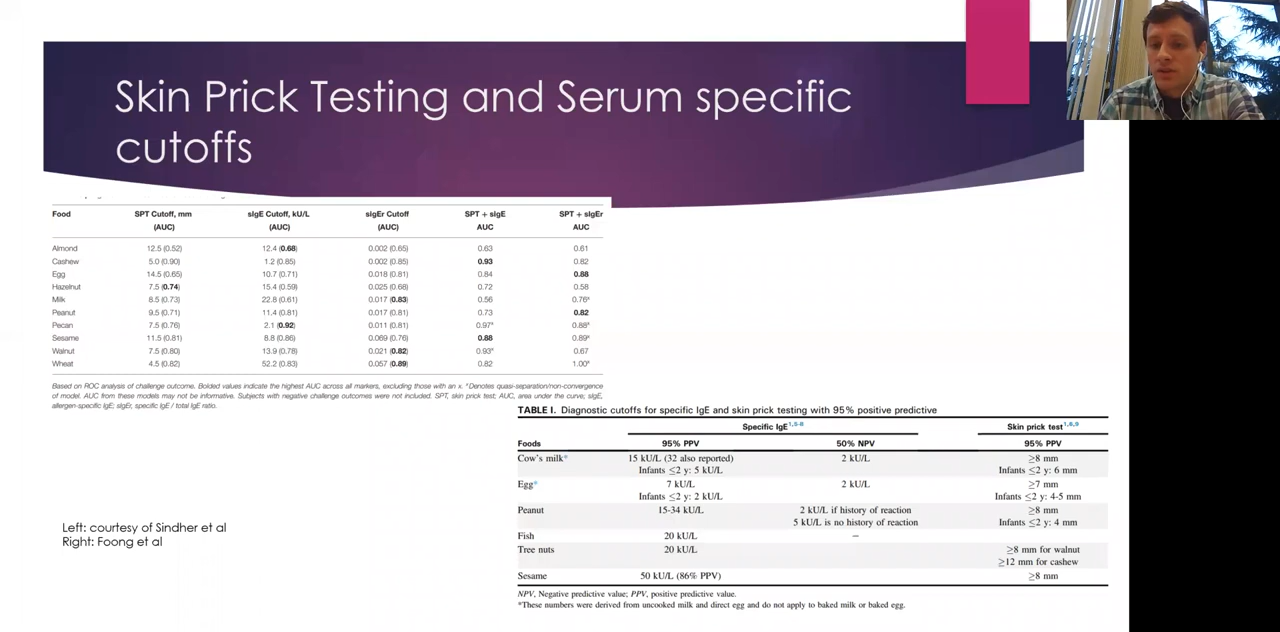 Skin Prick Testing and Serum specific
cutoffs
Food SPT Cutoff, mm sIgE Cutoff, kU/L sIgEr Cutoff SPT + sIgE SPT + sIgEr
(AUC) (AUC) (AUC) AUC AUC
Almond 12.5 (0.52) 12.4 (0.68) 0.002 (0.65) 0.63 0.61
Cashew 5.0 (0.90) 1.2 (0.85) 0.002 (0.85) 0.93 0.82
Egg 14.5 (0.65) 10.7 (0.71) 0.018 (0.81) 0.84 0.88
Hazelnut 7.5 (0.74) 15.4 (0.59) 0.025 (0.68) 0.72 0.58
Milk 8.5 (0.73) 22.8 (0.61) 0.017 (0.83) 0.56 0.76ˣ
Peanut 9.5 (0.71) 11.4 (0.81) 0.017 (0.81) 0.73 0.82
Pecan 7.5 (0.76) 2.1 (0.92) 0.011 (0.81) 0.97ˣ 0.88ˣ
Sesame 11.5 (0.81) 8.8 (0.86) 0.069 (0.76) 0.88 0.89ˣ
Walnut 7.5 (0.80) 13.9 (0.78) 0.021 (0.82) 0.93ˣ 0.67
Wheat 4.5 (0.82) 52.2 (0.83) 0.057 (0.89) 0.82 1.00ˣ
Based on ROC analysis of challenge outcome. Bolded values indicate the highest AUC across all markers, excluding those with an x. ˣDenotes quasi-separation/non-convergence
of model. AUC from these models may not be informative. Subjects with negative challenge outcomes were not included. SPT, skin prick test; AUC, area under the curve; sIgE,
allergen-specific IgE; sIgEr, specific IgE / total IgE ratio.
TABLE I. Diagnostic cutoffs for specific IgE and skin prick testing with 95% positive predictive
Specific IgE1,5-8 Skin prick test1,8,9
Foods 95% PPV 50% NPV 95% PPV
Cow's milk* 15 kU/L (32 also reported) 2 kU/L ≥8 mm
Infants ≤2 y: 5 kU/L Infants ≤2 y: 6 mm
Egg* 7 kU/L 2 kU/L ≥7 mm
Infants ≤2 y: 2 kU/L Infants ≤2 y: 4-5 mm
Peanut 15-34 kU/L 2 kU/L if history of reaction ≥8 mm
5 kU/L is no history of reaction Infants ≤2 y: 4 mm
Fish 20 kU/L –
Tree nuts 20 kU/L ≥8 mm for walnut
≥12 mm for cashew
Sesame 50 kU/L (86% PPV) ≥8 mm
NPV, Negative predictive value; PPV, positive predictive value.
*These numbers were derived from uncooked milk and direct egg and do not apply to baked milk or baked egg.
Left: courtesy of Sindher et al
Right: Foong et al